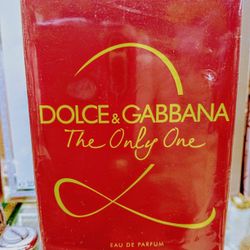 DOLCE & GABBANA
The Only One
EAU DE PARFUM